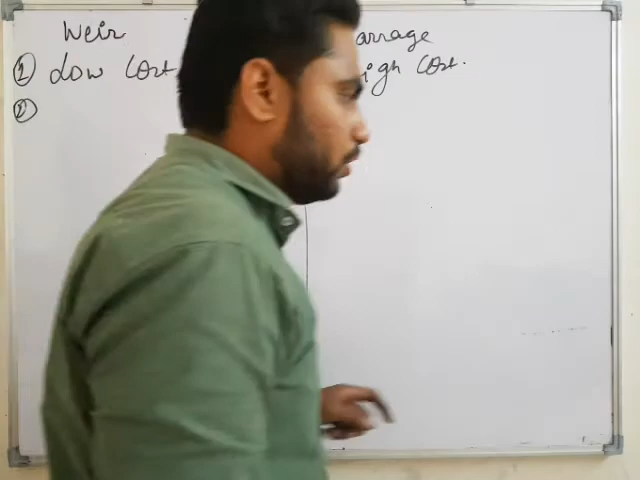 Weir arrage
① Low Cost igh Cost.
②